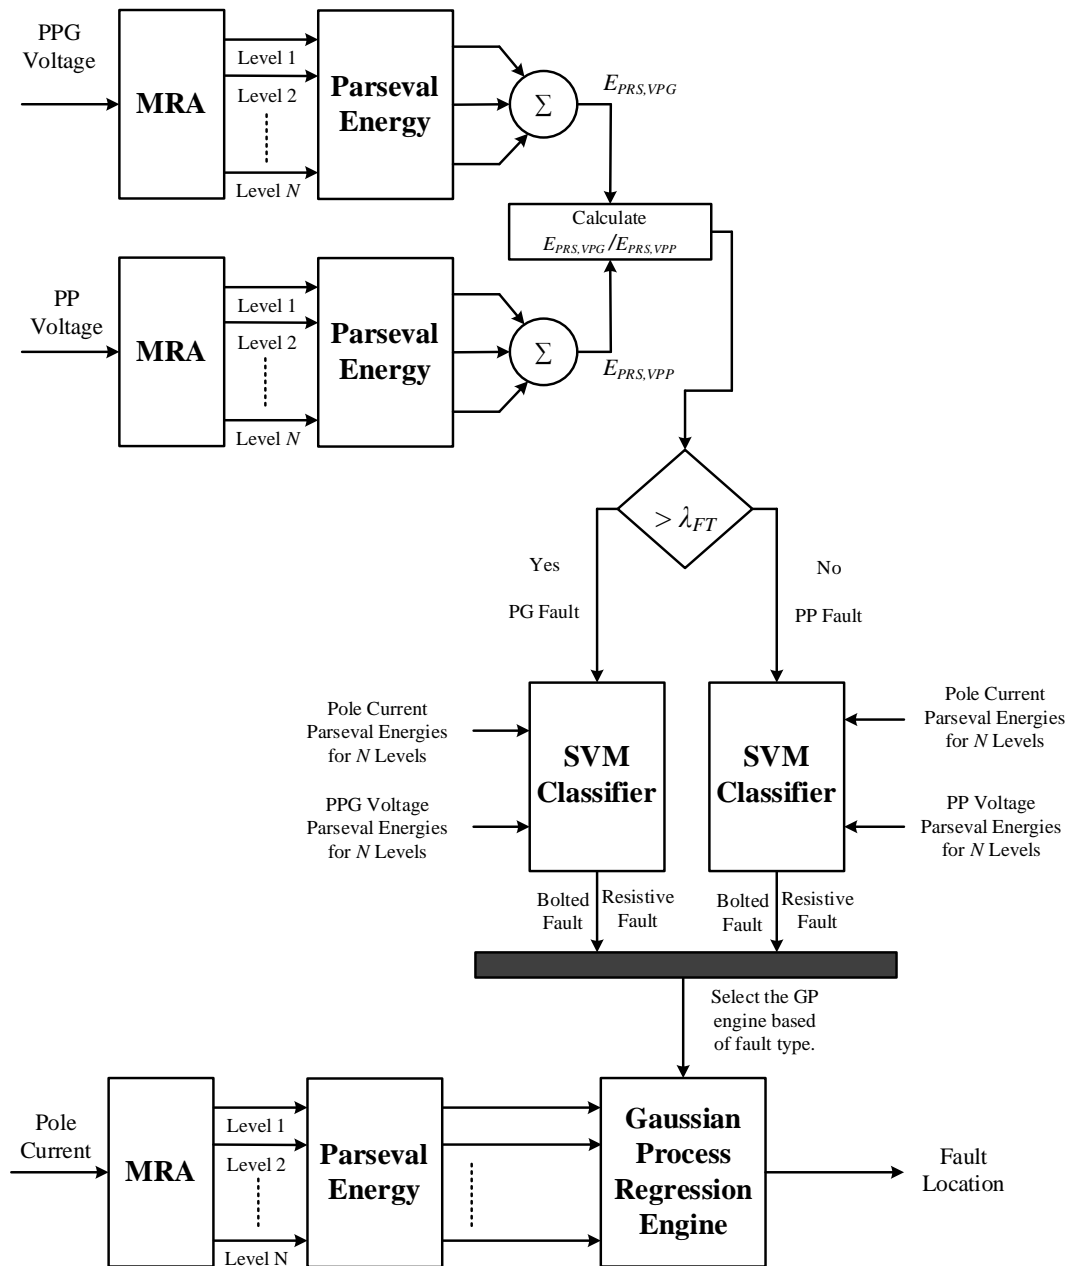 PPG
Voltage
MRA
Level 1
Level 2
Level N
Parseval
Energy
Σ
E_PRS,VPG
Calculate
E_PRS,VPG/E_PRS,VPP
PP
Voltage
MRA
Level 1
Level 2
Level N
Parseval
Energy
Σ
E_PRS,VPP
> λ_FT
Yes
No
PG Fault
PP Fault
Pole Current
Parseval Energies
for N Levels
PPG Voltage
Parseval Energies
for N Levels
SVM
Classifier
SVM
Classifier
Pole Current
Parseval Energies
for N Levels
PP Voltage
Parseval Energies
for N Levels
Bolted
Fault
Resistive
Fault
Bolted
Fault
Resistive
Fault
Select the GP
engine based
of fault type.
Pole
Current
MRA
Level 1
Level 2
Level N
Parseval
Energy
Gaussian
Process
Regression
Engine
Fault
Location